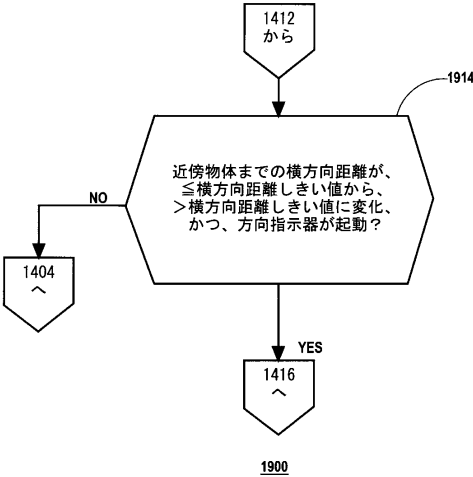 1412
から
1914
近傍物体までの横方向距離が、
≦横方向距離しきい値から、
＞横方向距離しきい値に変化、
かつ、方向指示器が起動？
NO
1404
へ
YES
1416
へ
1900